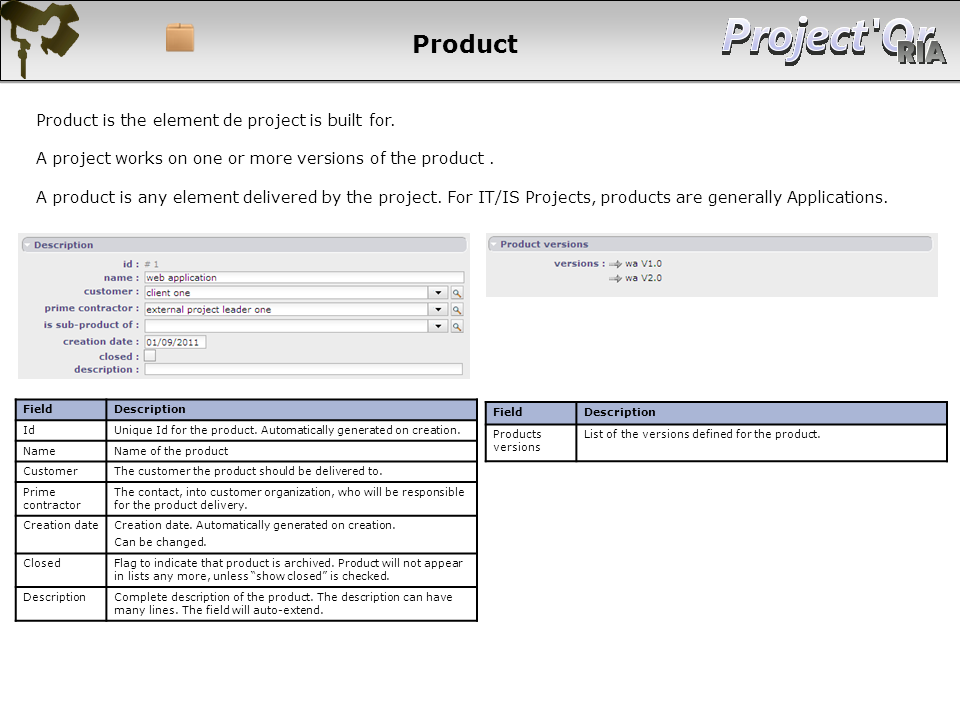 Product
Project'Or
RIA
Product is the element de project is built for.
A project works on one or more versions of the product .
A product is any element delivered by the project. For IT/IS Projects, products are generally Applications.
Description
id : # 1
name : web application
customer : client one
prime contractor : external project leader one
is sub-product of :
creation date : 01/09/2011
closed :
description :
Product versions
versions : wa V1.0
wa V2.0
Field Description
Id Unique Id for the product. Automatically generated on creation.
Name Name of the product
Customer The customer the product should be delivered to.
Prime The contact, into customer organization, who will be responsible
contractor for the product delivery.
Creation date Creation date. Automatically generated on creation.
Can be changed.
Closed Flag to indicate that product is archived. Product will not appear
in lists any more, unless “show closed” is checked.
Description Complete description of the product. The description can have
many lines. The field will auto-extend.
Field Description
Products List of the versions defined for the product.
versions